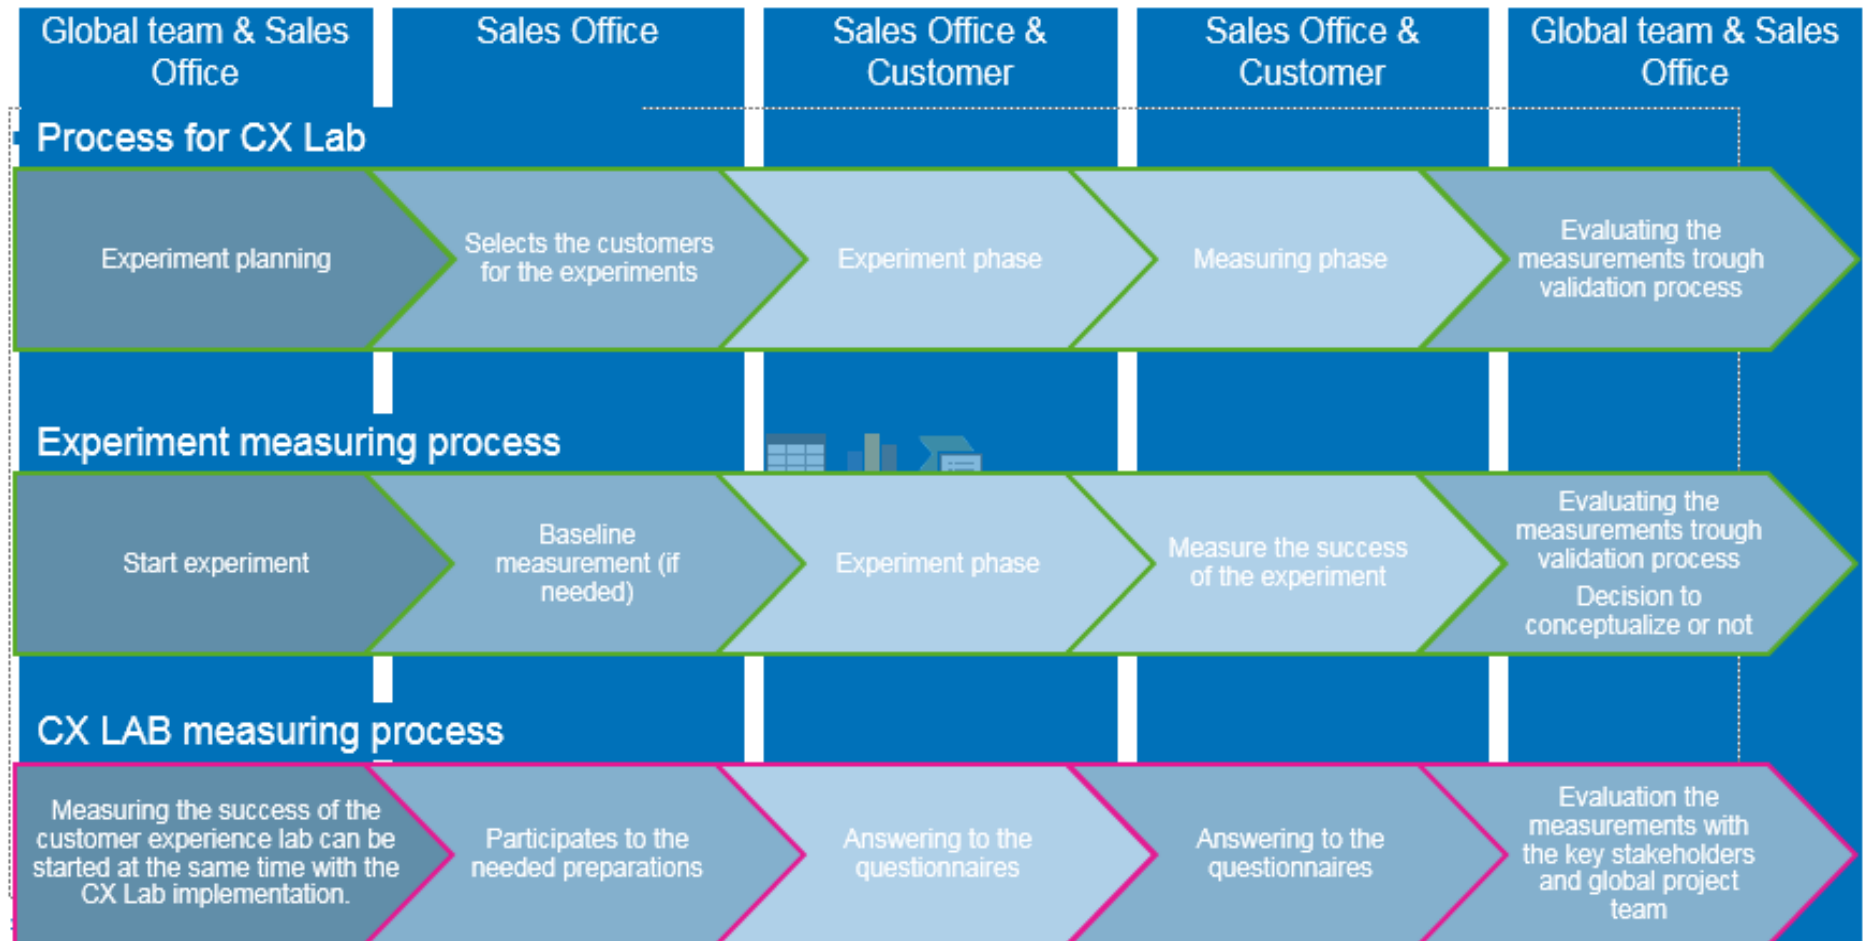 Global team & Sales
Office
Sales Office
Sales Office &
Customer
Sales Office &
Customer
Global team & Sales
Office
Process for CX Lab
Experiment planning
Selects the customers
for the experiments
Experiment phase
Measuring phase
Evaluating the
measurements trough
validation process
Experiment measuring process
Start experiment
Baseline
measurement (if
needed)
Experiment phase
Measure the success
of the experiment
Evaluating the
measurements trough
validation process
Decision to
conceptualize or not
CX LAB measuring process
Measuring the success of the
customer experience lab can be
started at the same time with the
CX Lab implementation.
Participates to the
needed preparations
Answering to the
questionnaires
Answering to the
questionnaires
Evaluation the
measurements with
the key stakeholders
and global project
team